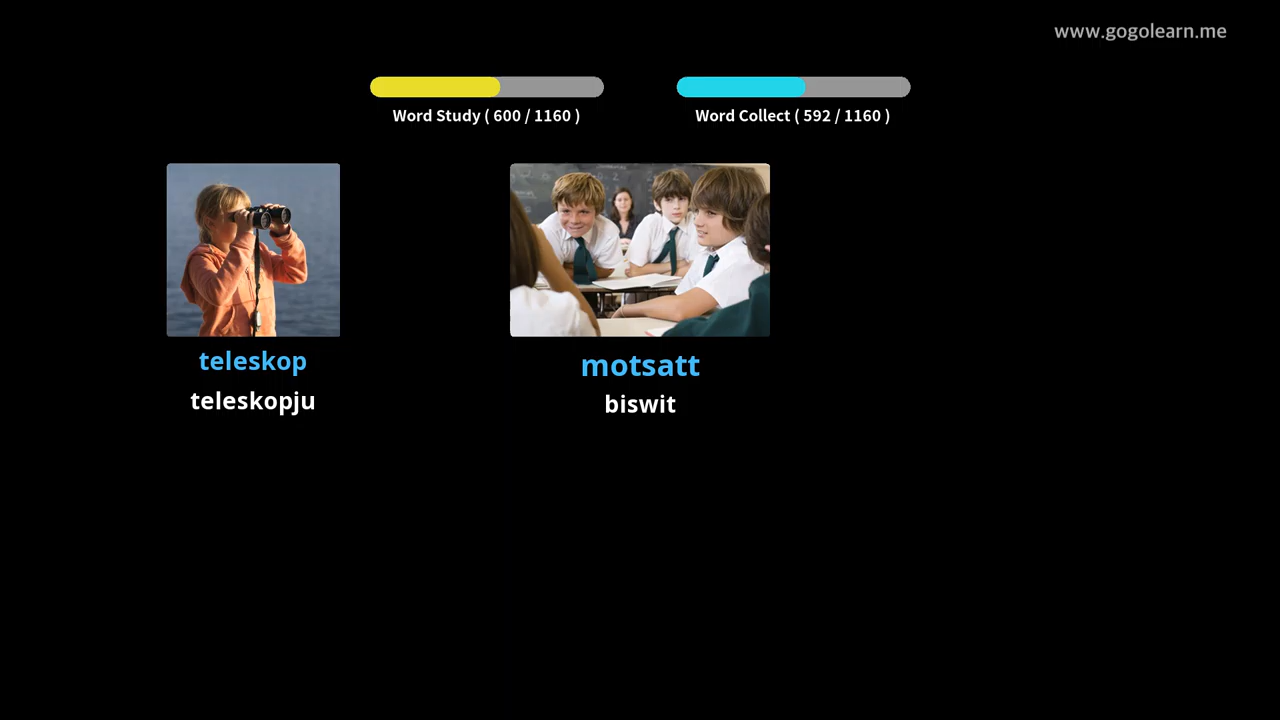 www.gogolearn.me
Word Study ( 600 / 1160 )
Word Collect ( 592 / 1160 )
teleskop
teleskopju
motsatt
biswit